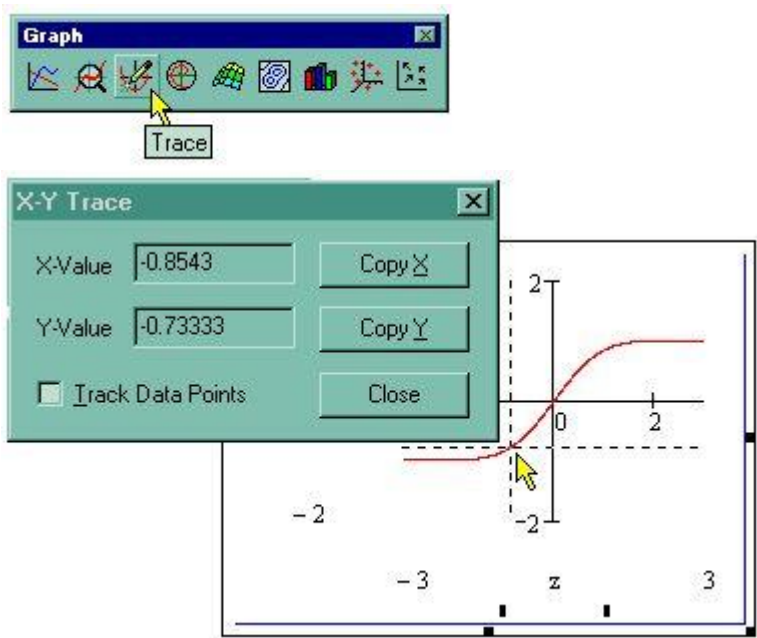 Graph
Trace
X-Y Trace
X-Value -0.8543 Copy X
Y-Value -0.73333 Copy Y
Track Data Points Close
2
0 2
-2
-2
-3 z 3